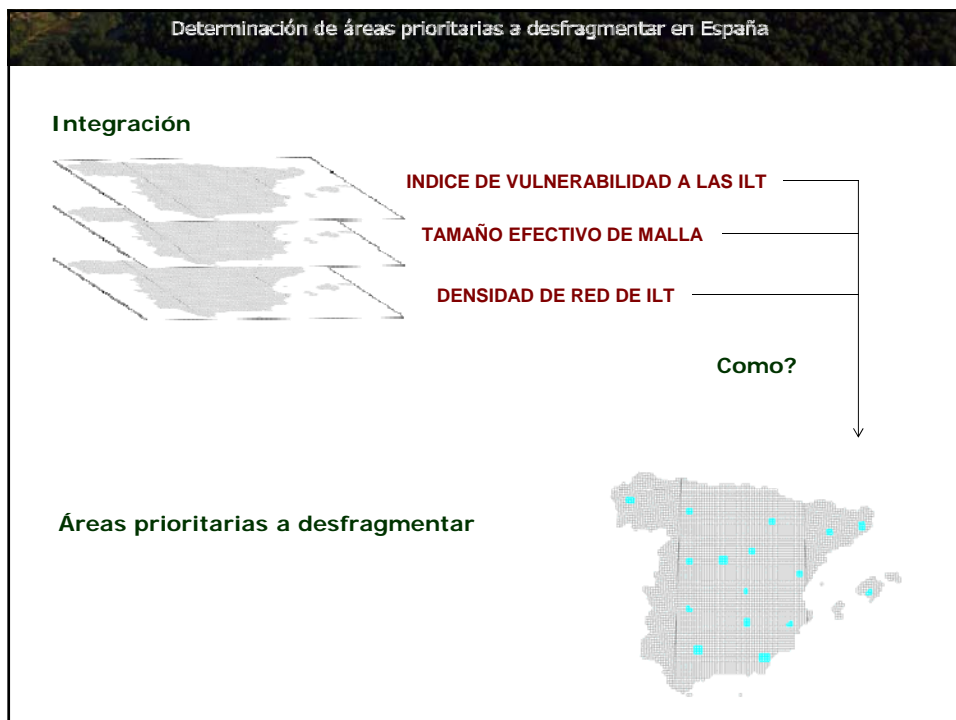 Determinación de áreas prioritarias a desfragmentar en España
Integración
INDICE DE VULNERABILIDAD A LAS ILT
TAMAÑO EFECTIVO DE MALLA
DENSIDAD DE RED DE ILT
Como?
Áreas prioritarias a desfragmentar